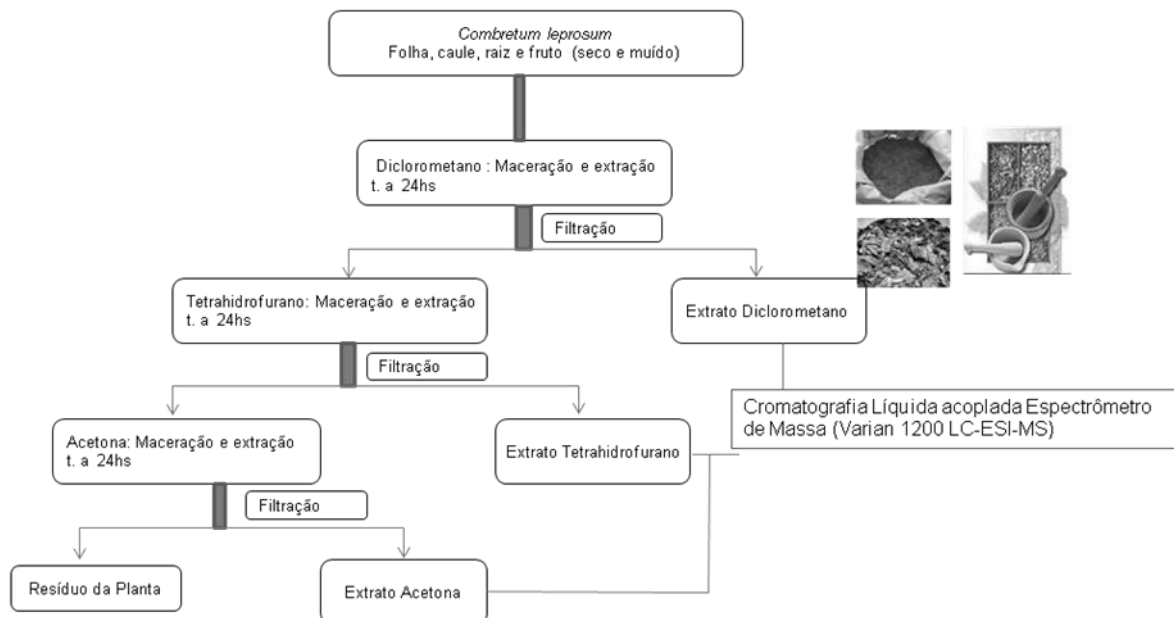 Combretum leprosum
Folha, caule, raiz e fruto (seco e muído)
Diclorometano : Maceração e extração
t. a 24hs
Filtração
Tetrahidrofurano: Maceração e extração
t. a 24hs
Extrato Diclorometano
Filtração
Cromatografia Líquida acoplada Espectrômetro
de Massa (Varian 1200 LC-ESI-MS)
Acetona: Maceração e extração
t. a 24hs
Extrato Tetrahidrofurano
Filtração
Resíduo da Planta
Extrato Acetona